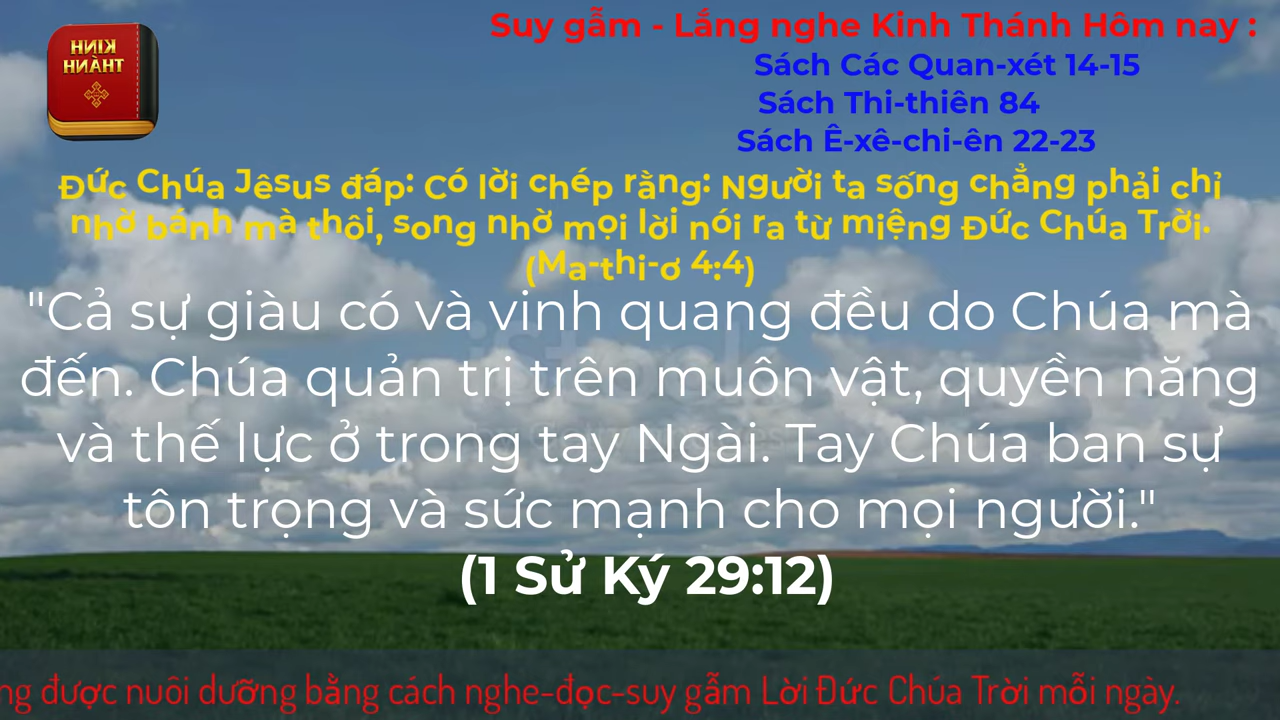 KINH
THÀNH
Suy gẫm - Lắng nghe Kinh Thánh Hôm nay :
Sách Các Quan-xét 14-15
Sách Thi-thiên 84
Sách Ê-xê-chi-ên 22-23
Đức Chúa Jêsus đáp: Có lời chép rằng: Người ta sống chẳng phải chỉ
nhờ bánh mà thôi, song nhờ mọi lời nói ra từ miệng Đức Chúa Trời.
(Ma-thi-ơ 4:4)
"Cả sự giàu có và vinh quang đều do Chúa mà
đến. Chúa quản trị trên muôn vật, quyền năng
và thế lực ở trong tay Ngài. Tay Chúa ban sự
tôn trọng và sức mạnh cho mọi người."
(1 Sử Ký 29:12)
ng được nuôi dưỡng bằng cách nghe-đọc-suy gẫm Lời Đức Chúa Trời mỗi ngày.